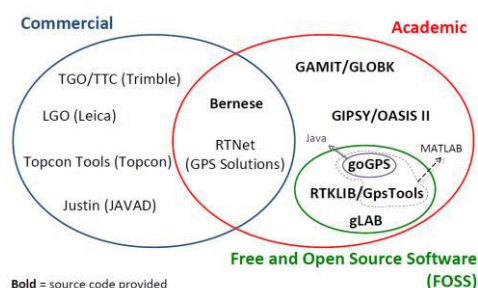 Commercial
Academic
TGO/TTC (Trimble)
GAMIT/GLOBK
Bernese
LGO (Leica)
GIPSY/OASIS II
RTNet
(GPS Solutions)
Java
MATLAB
goGPS
Topcon Tools (Topcon)
RTKLIB/GpsTools
Justin (JAVAD)
gLAB
Free and Open Source Software
(FOSS)
Bold = source code provided